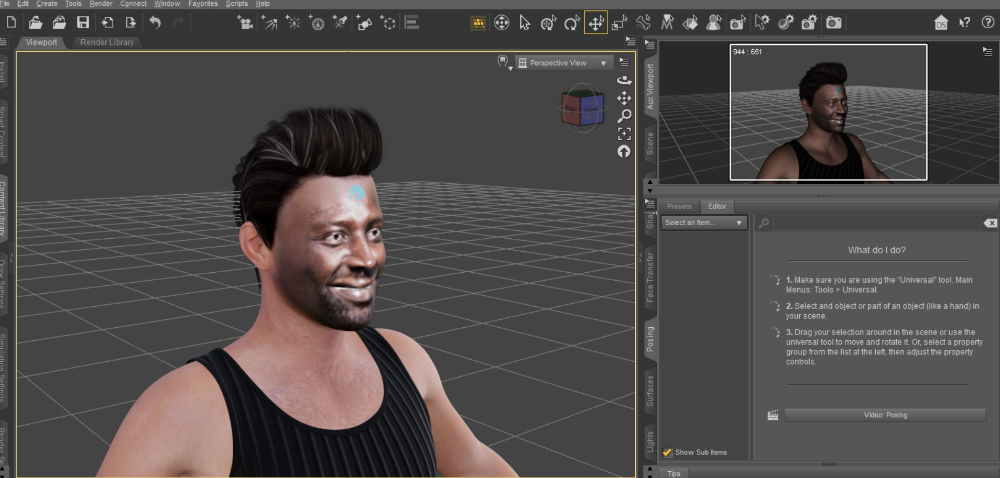 File Edit Create Tools Render Connect Window Favorites Scripts Help
DS
Viewport Render Library
Install
Smart Content
Content Library
Draw Settings
Simulation Settings
Render Se
Perspective View
Right Front
Aux Viewport
Scene
944 : 651
Presets Editor
Select an Item...
Sha
Face Transfer
Posing
Surfaces
Lights
What do I do?
1. Make sure you are using the “Universal” tool. Main
Menus: Tools > Universal.
2. Select and object or part of an object (like a hand) in
your scene.
3. Drag your selection around in the scene or use the
universal tool to move and rotate it. Or, select a property
group from the list at the left, then adjust the property
controls.
Video: Posing
Show Sub Items
Tips